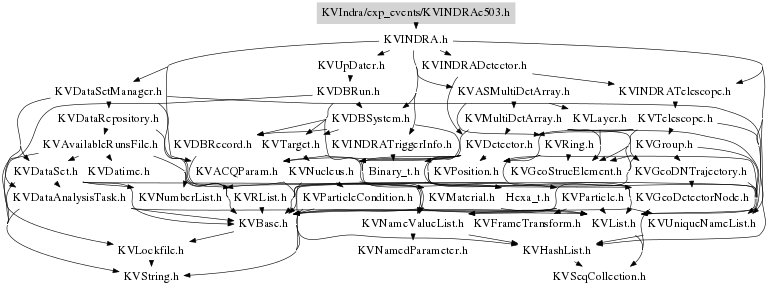 KVIndra/exp_events/KVINDRAe503.h
KVINDRA.h
KVUpDater.h KVINDRADetector.h
KVDataSetManager.h KVDBRun.h KVASMultiDetArray.h KVINDRATelescope.h
KVDataRepository.h KVDBSystem.h KVMultiDetArray.h KVLayer.h KVTelescope.h
KVAvailableRunsFile.h KVDBRecord.h KVTarget.h KVINDRATriggerInfo.h KVDetector.h KVRing.h KVGroup.h
KVDataSet.h KVDatime.h KVACQParam.h KVNucleus.h Binary_t.h KVPosition.h KVGeoStrucElement.h KVGeoDNTrajectory.h
KVDataAnalysisTask.h KVNumberList.h KVRList.h KVParticleCondition.h KVMaterial.h Hexa_t.h KVParticle.h KVGeoDetectorNode.h
KVBase.h KVNameValueList.h KVFrameTransform.h KVList.h KVUniqueNameList.h
KVLockfile.h KVNamedParameter.h KVHashList.h
KVString.h KVSeqCollection.h